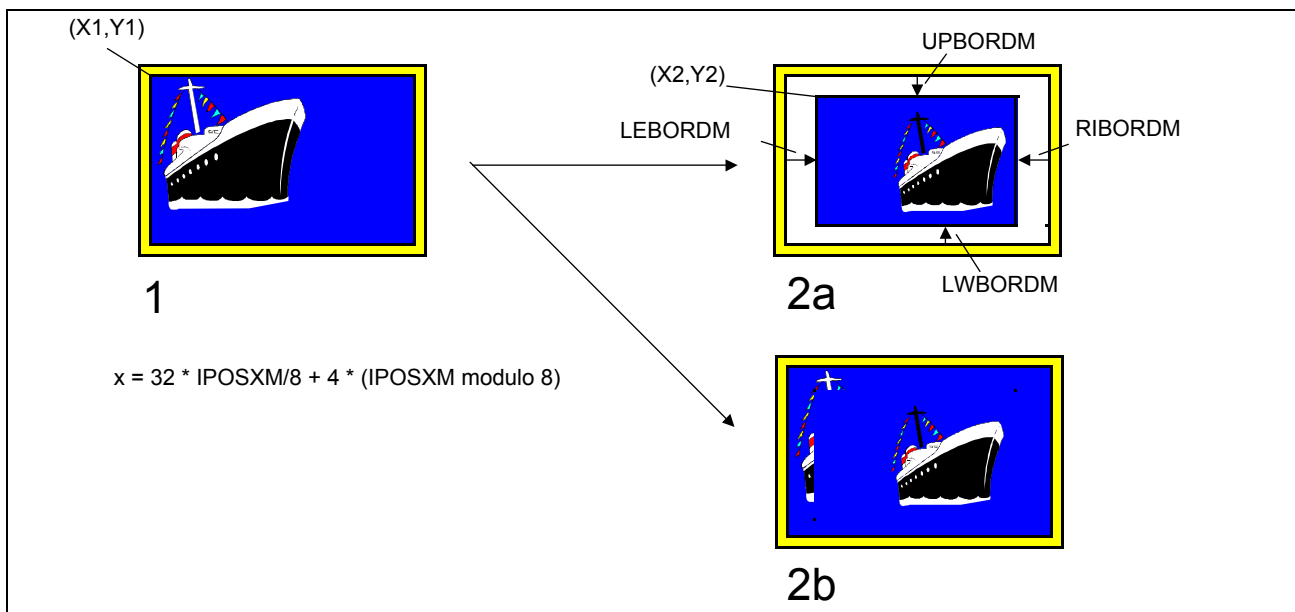 (X1,Y1)
UPBORDM
(X2,Y2)
LEBORDM
RIBORDM
LWBORDM
1
2a
x = 32 * IPOSXM/8 + 4 * (IPOSXM modulo 8)
2b